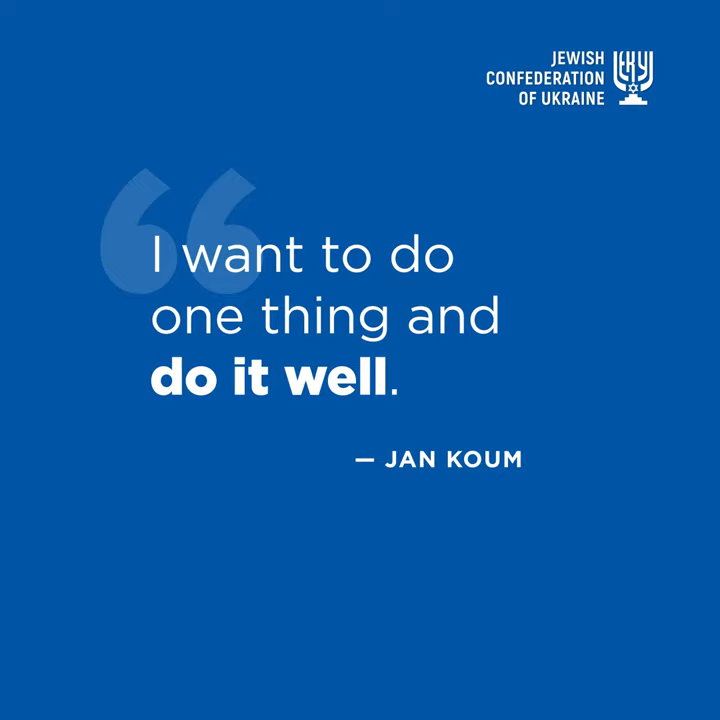 JEWISH
CONFEDERATION
OF UKRAINE
“
I want to do
one thing and
do it well.
— JAN KOUM